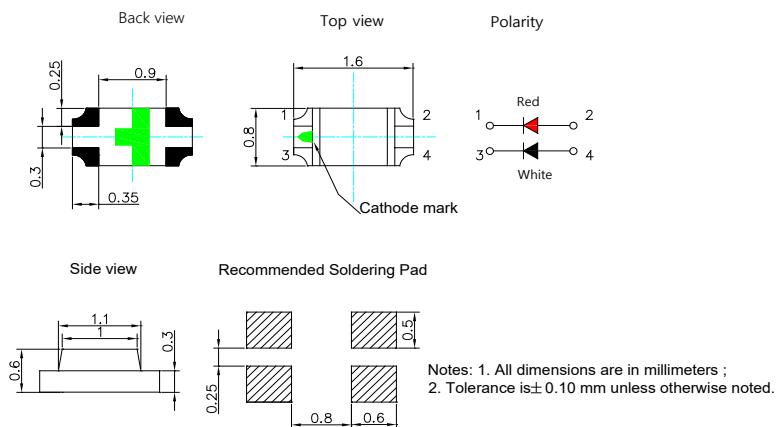 Back view
Top view
Polarity
0.25
0.9
0.3
0.35
1.6
0.8
1
2
3
4
Cathode mark
Red
1
2
3
4
White
Side view
Recommended Soldering Pad
1.1
1
0.6
0.3
0.5
0.25
0.8
0.6
Notes: 1. All dimensions are in millimeters ;
2. Tolerance is± 0.10 mm unless otherwise noted.